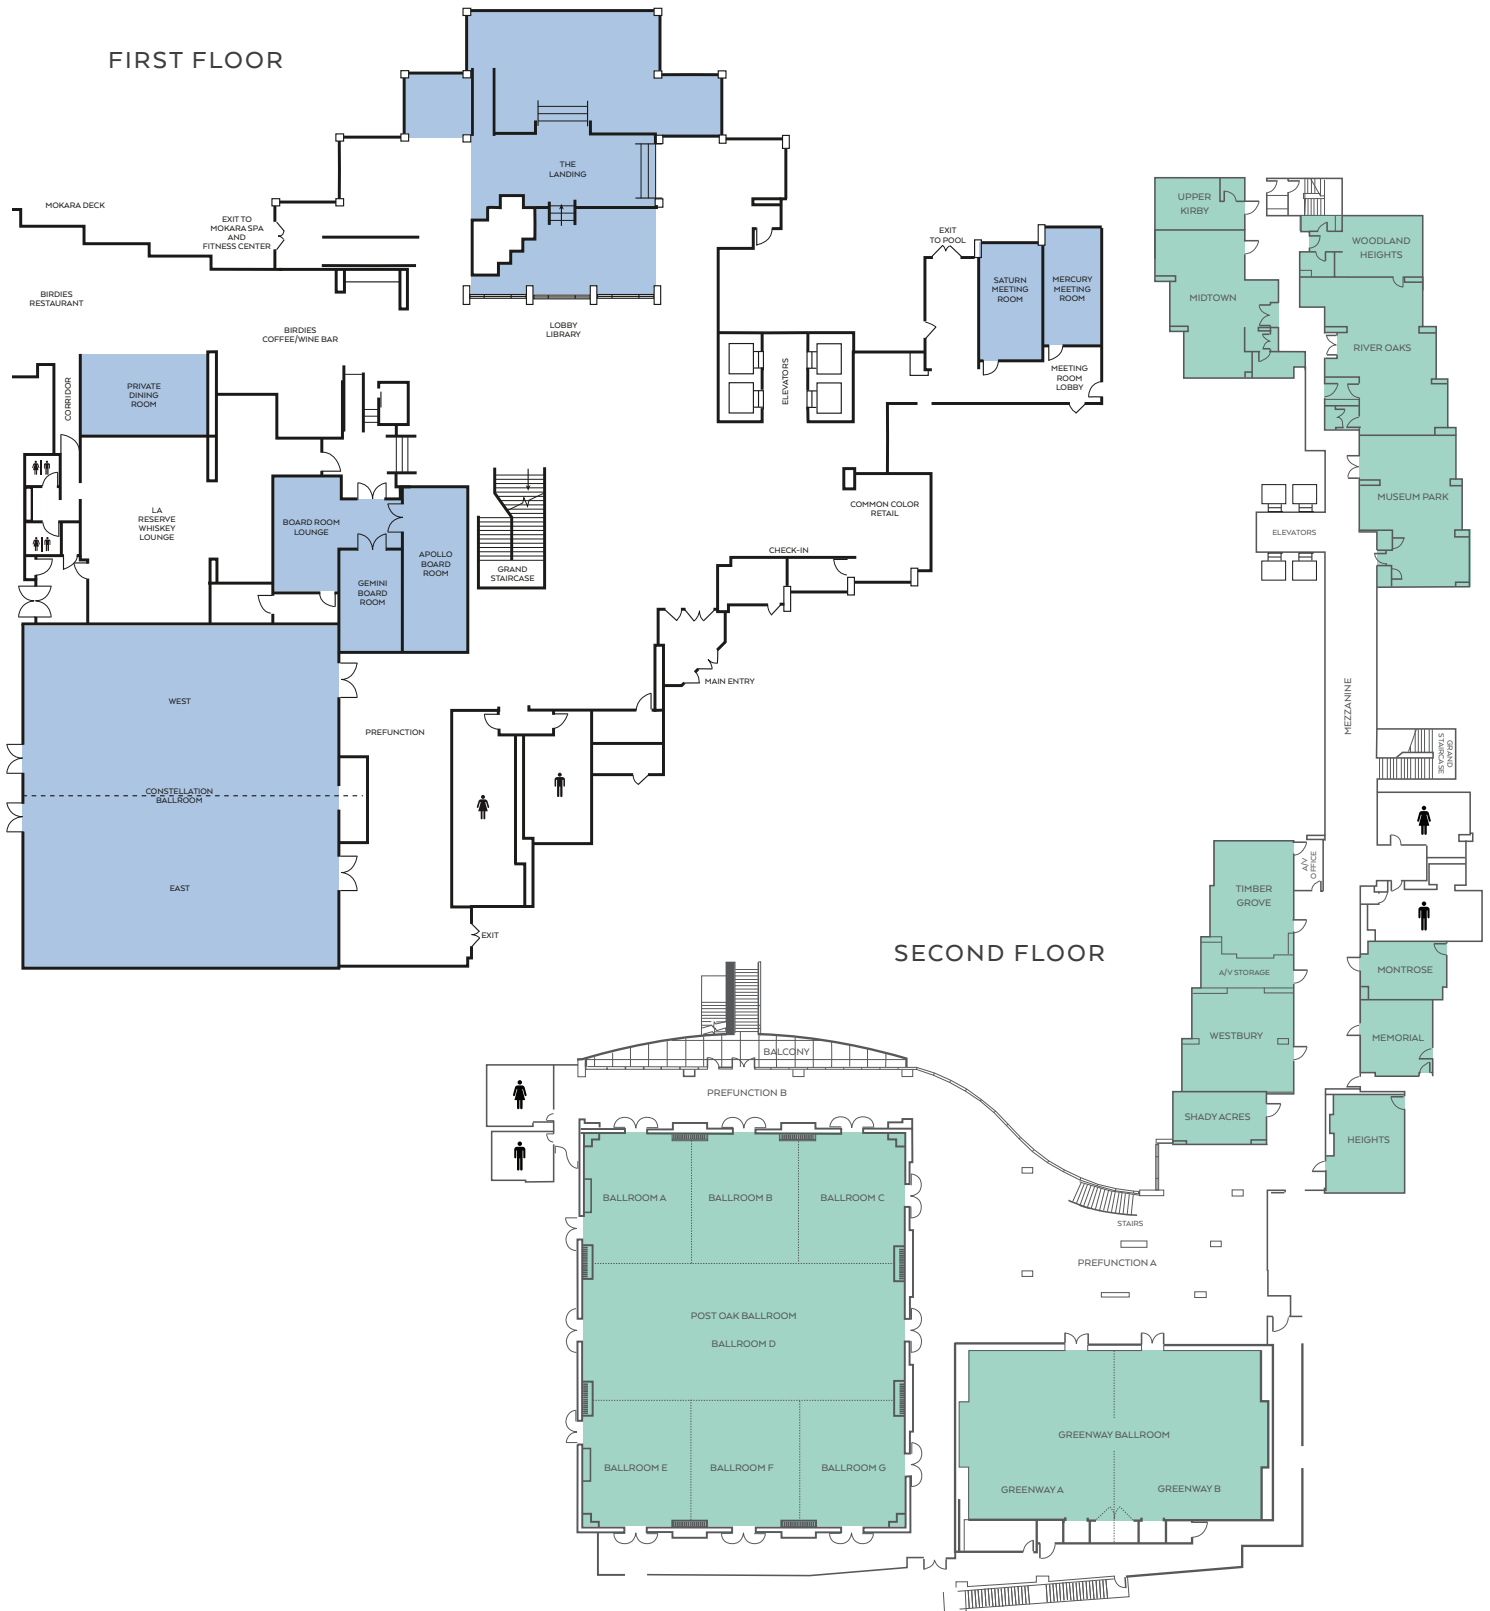 FIRST FLOOR
THE
LANDING
MOKARA DECK
EXIT TO
MOKARA SPA
AND
FITNESS CENTER
BIRDIES
RESTAURANT
BIRDIES
COFFEE/WINE BAR
LOBBY
LIBRARY
EXIT
TO POOL
SATURN
MEETING
ROOM
MERCURY
MEETING
ROOM
MEETING
ROOM
LOBBY
ELEVATORS
CORRIDOR
PRIVATE
DINING
ROOM
LA
RESERVE
WHISKEY
LOUNGE
BOARD ROOM
LOUNGE
GEMINI
BOARD
ROOM
APOLLO
BOARD
ROOM
GRAND
STAIRCASE
COMMON COLOR
RETAIL
CHECK-IN
MAIN ENTRY
WEST
PREFUNCTION
CONSTELLATION
BALLROOM
EAST
EXIT
SECOND FLOOR
UPPER
KIRBY
WOODLAND
HEIGHTS
MIDTOWN
RIVER OAKS
MUSEUM PARK
ELEVATORS
MEZZANINE
GRAND
STAIRCASE
A/V
OFFICE
TIMBER
GROVE
A/V STORAGE
MONTROSE
WESTBURY
MEMORIAL
SHADY ACRES
HEIGHTS
BALCONY
PREFUNCTION B
BALLROOM A
BALLROOM B
BALLROOM C
STAIRS
PREFUNCTION A
POST OAK BALLROOM
BALLROOM D
BALLROOM E
BALLROOM F
BALLROOM G
GREENWAY BALLROOM
GREENWAY A
GREENWAY B